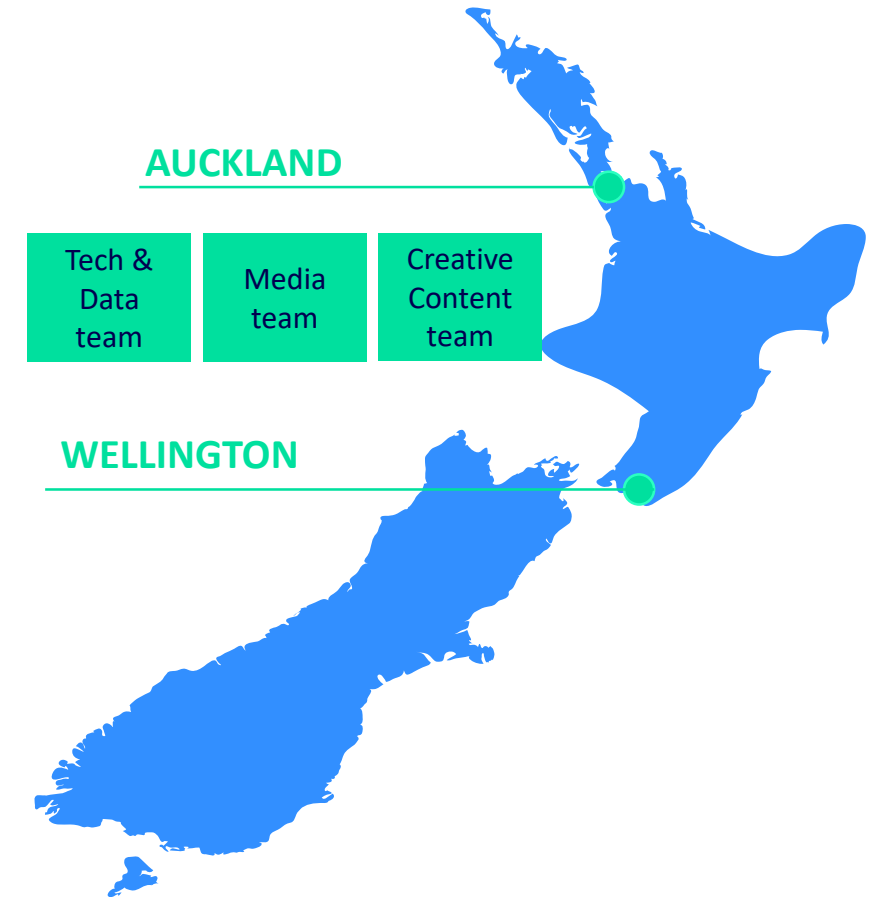 AUCKLAND
Tech &
Data
team
Media
team
Creative
Content
team
WELLINGTON